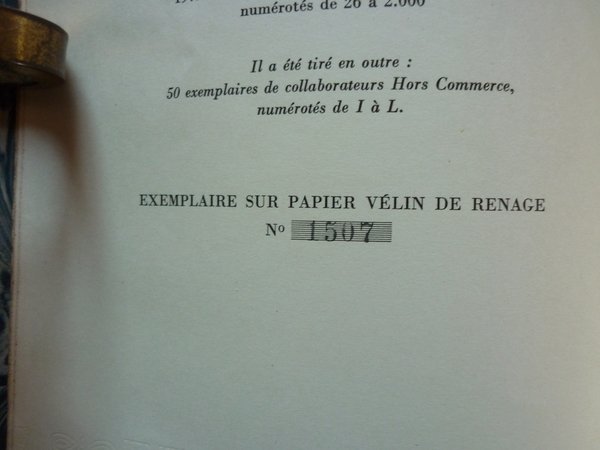 numérotés de 26 à 2.000
Il a été tiré en outre :
50 exemplaires de collaborateurs Hors Commerce,
numérotés de I à L.
EXEMPLAIRE SUR PAPIER VÉLIN DE RENAGE
Nº 1507